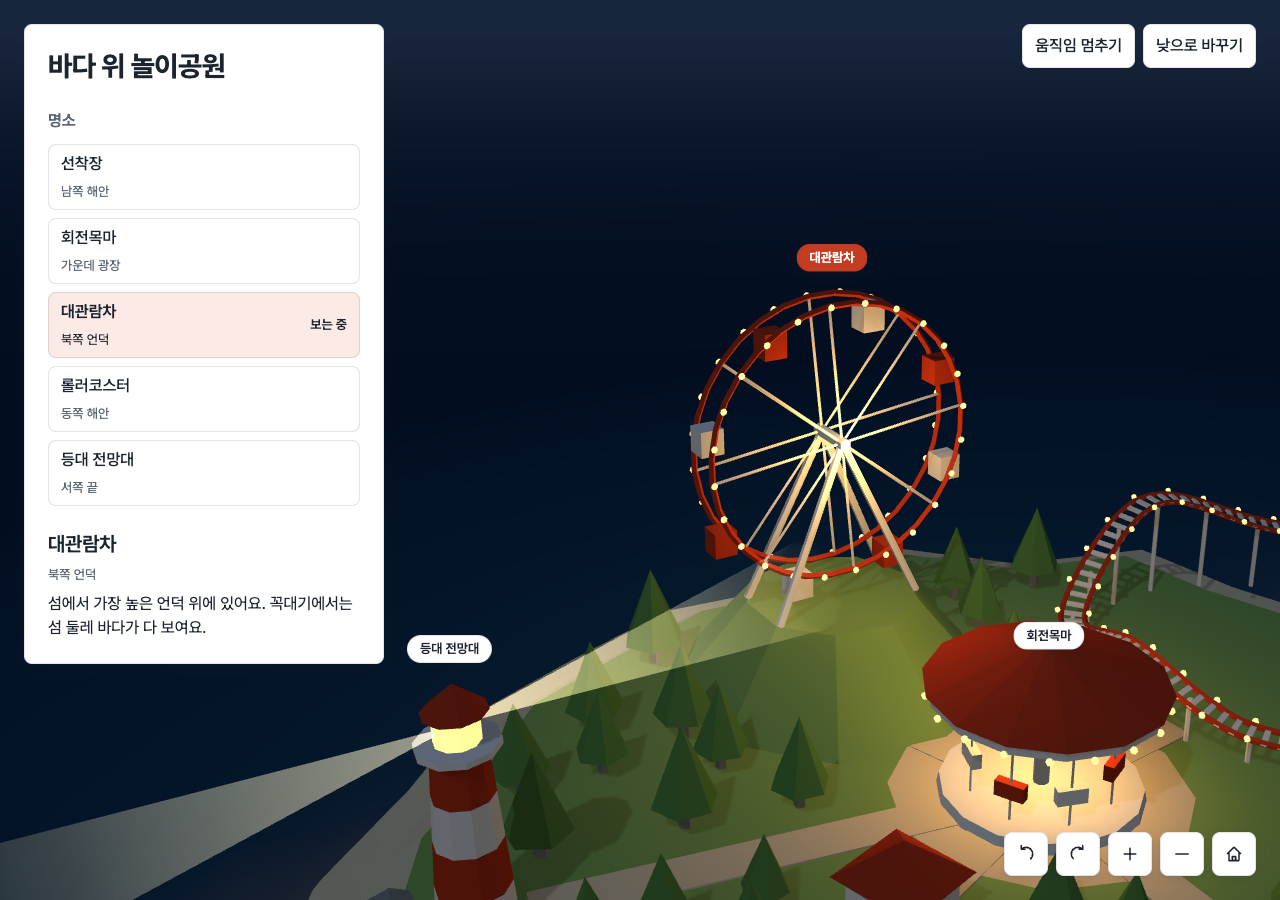 바다 위 놀이공원
명소
선착장
남쪽 해안
회전목마
가운데 광장
대관람차
북쪽 언덕
보는 중
롤러코스터
동쪽 해안
등대 전망대
서쪽 끝
대관람차
북쪽 언덕
섬에서 가장 높은 언덕 위에 있어요. 꼭대기에서는
섬 둘레 바다가 다 보여요.
움직임 멈추기
낮으로 바꾸기
대관람차
등대 전망대
회전목마